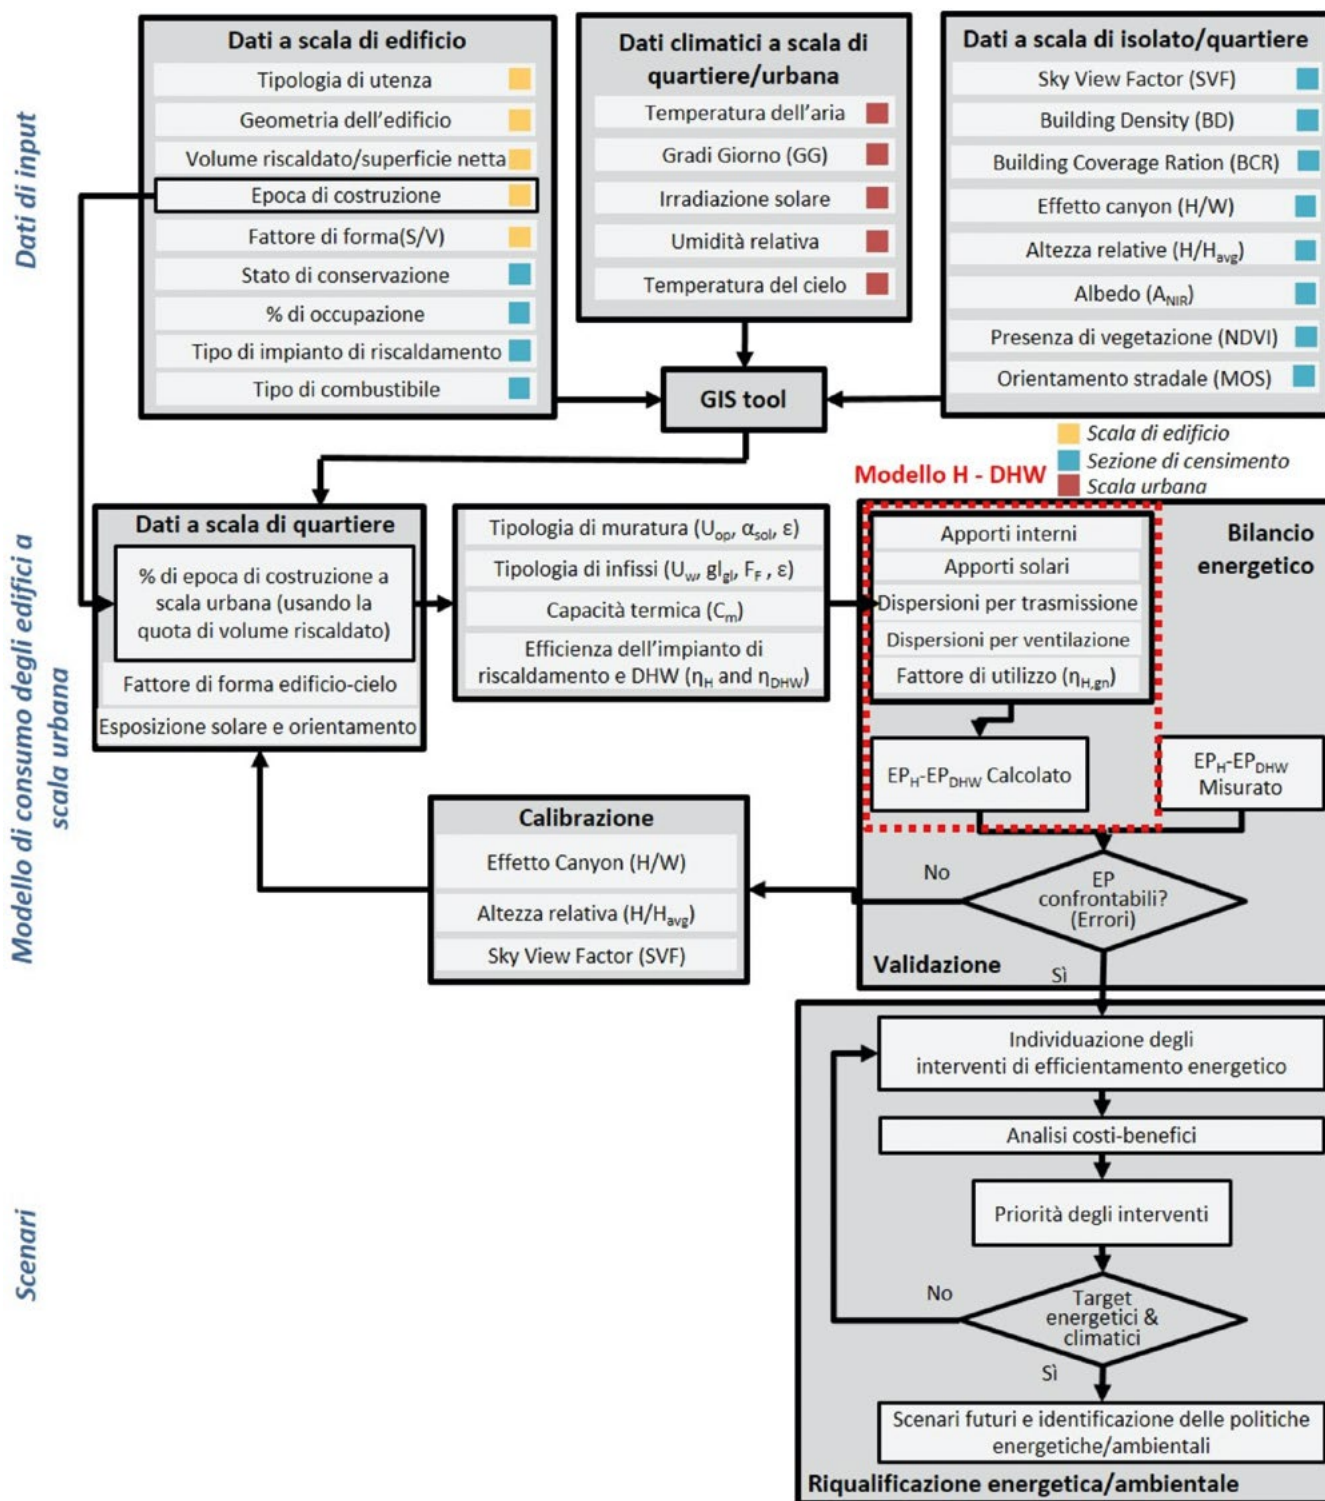 Dati di input
Dati a scala di edificio
Tipologia di utenza
Geometria dell'edificio
Volume riscaldato/superficie netta
Epoca di costruzione
Fattore di forma(S/V)
Stato di conservazione
% di occupazione
Tipo di impianto di riscaldamento
Tipo di combustibile
Dati climatici a scala di
quartiere/urbana
Temperatura dell'aria
Gradi Giorno (GG)
Irradiazione solare
Umidità relativa
Temperatura del cielo
Dati a scala di isolato/quartiere
Sky View Factor (SVF)
Building Density (BD)
Building Coverage Ration (BCR)
Effetto canyon (H/W)
Altezza relative (H/Havg)
Albedo (ANIR)
Presenza di vegetazione (NDVI)
Orientamento stradale (MOS)
GIS tool
Scala di edificio
Sezione di censimento
Scala urbana
Modello di consumo degli edifici a
scala urbana
Dati a scala di quartiere
% di epoca di costruzione a
scala urbana (usando la
quota di volume riscaldato)
Fattore di forma edificio-cielo
Esposizione solare e orientamento
Tipologia di muratura (Uop, αsol, ε)
Tipologia di infissi (Uw, glgl, FF , ε)
Capacità termica (Cm)
Efficienza dell'impianto di
riscaldamento e DHW (ηH and ηDHW)
Modello H - DHW
Apporti interni
Apporti solari
Dispersioni per trasmissione
Dispersioni per ventilazione
Fattore di utilizzo (ηH,gn)
Bilancio
energetico
EPH-EPDHW Calcolato
EPH-EPDHW
Misurato
EP
confrontabili?
(Errori)
No
Sì
Validazione
Calibrazione
Effetto Canyon (H/W)
Altezza relativa (H/Havg)
Sky View Factor (SVF)
Scenari
Individuazione degli
interventi di efficientamento energetico
Analisi costi-benefici
Priorità degli interventi
Target
energetici &
climatici
No
Sì
Scenari futuri e identificazione delle politiche
energetiche/ambientali
Riqualificazione energetica/ambientale